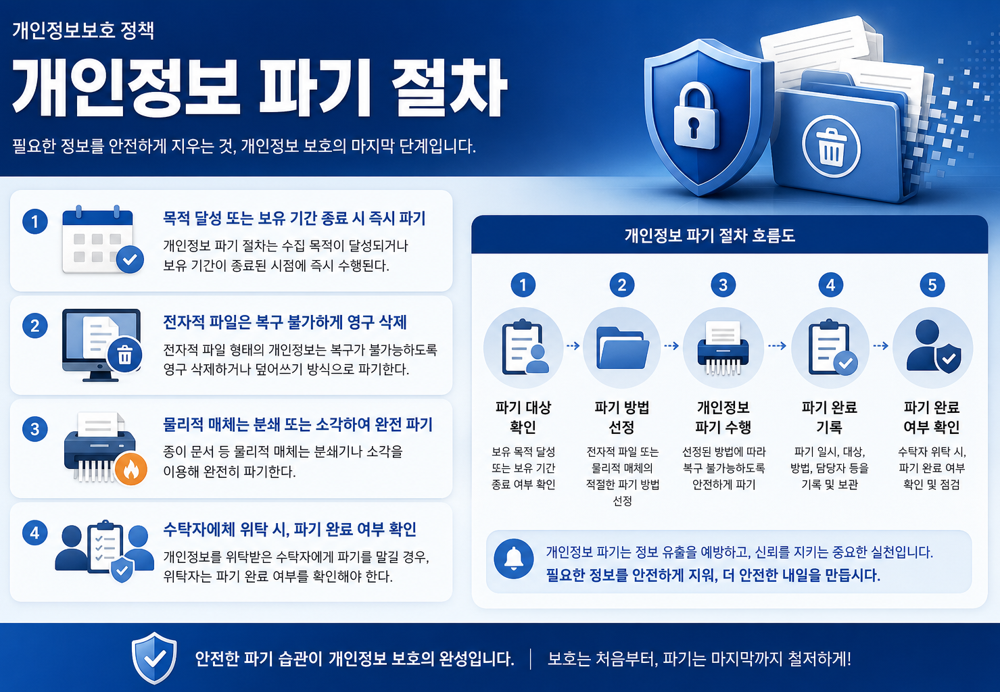 개인정보보호 정책
개인정보 파기 절차
필요한 정보를 안전하게 지우는 것, 개인정보 보호의 마지막 단계입니다.
1
목적 달성 또는 보유 기간 종료 시 즉시 파기
개인정보 파기 절차는 수집 목적이 달성되거나
보유 기간이 종료된 시점에 즉시 수행된다.
2
전자적 파일은 복구 불가하게 영구 삭제
전자적 파일 형태의 개인정보는 복구가 불가능하도록
영구 삭제하거나 덮어쓰기 방식으로 파기한다.
3
물리적 매체는 분쇄 또는 소각하여 완전 파기
종이 문서 등 물리적 매체는 분쇄기나 소각을
이용해 완전히 파기한다.
4
수탁자에체 위탁 시, 파기 완료 여부 확인
개인정보를 위탁받은 수탁자에게 파기를 말길 경우,
위탁자는 파기 완료 여부를 확인해야 한다.
개인정보 파기 절차 흐름도
1
파기 대상
확인
보유 목적 달성
또는 보유 기간
종료 여부 확인
2
파기 방법
선정
전자적 파일 또는
물리적 매체의
적절한 파기 방법
선정
3
개인정보
파기 수행
선정된 방법에 따라
복구 불가능하도록
안전하게 파기
4
파기 완료
기록
파기 일시, 대상,
방법, 담당자 등을
기록 및 보관
5
파기 완료
여부 확인
수탁자 위탁 시,
파기 완료 여부
확인 및 점검
개인정보 파기는 정보 유출을 예방하고, 신뢰를 지키는 중요한 실천입니다.
필요한 정보를 안전하게 지워, 더 안전한 내일을 만듭시다.
안전한 파기 습관이 개인정보 보호의 완성입니다.
보호는 처음부터, 파기는 마지막까지 철저하게!